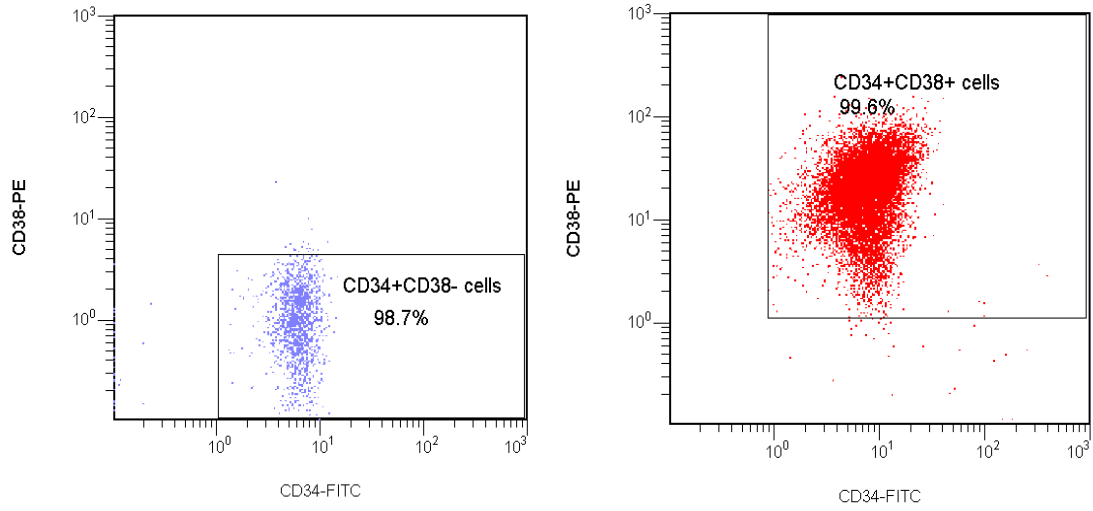 10³
10²
10¹
10⁰
CD38-PE
CD34+CD38- cells
98.7%
10⁰ 10¹ 10² 10³
CD34-FITC
10³
10²
10¹
10⁰
CD38-PE
CD34+CD38+ cells
99.6%
10⁰ 10¹ 10² 10³
CD34-FITC